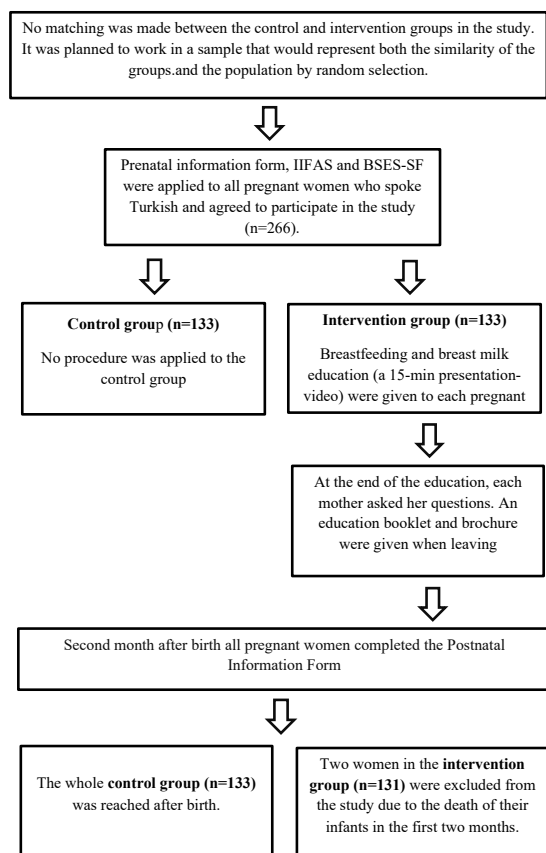 No matching was made between the control and intervention groups in the study.
It was planned to work in a sample that would represent both the similarity of the
groups.and the population by random selection.
Prenatal information form, IIFAS and BSES-SF
were applied to all pregnant women who spoke
Turkish and agreed to participate in the study
(n=266).
Control group (n=133)
No procedure was applied to the
control group
Intervention group (n=133)
Breastfeeding and breast milk
education (a 15-min presentation-
video) were given to each pregnant
At the end of the education, each
mother asked her questions. An
education booklet and brochure
were given when leaving
Second month after birth all pregnant women completed the Postnatal
Information Form
The whole control group (n=133)
was reached after birth.
Two women in the intervention
group (n=131) were excluded from
the study due to the death of their
infants in the first two months.